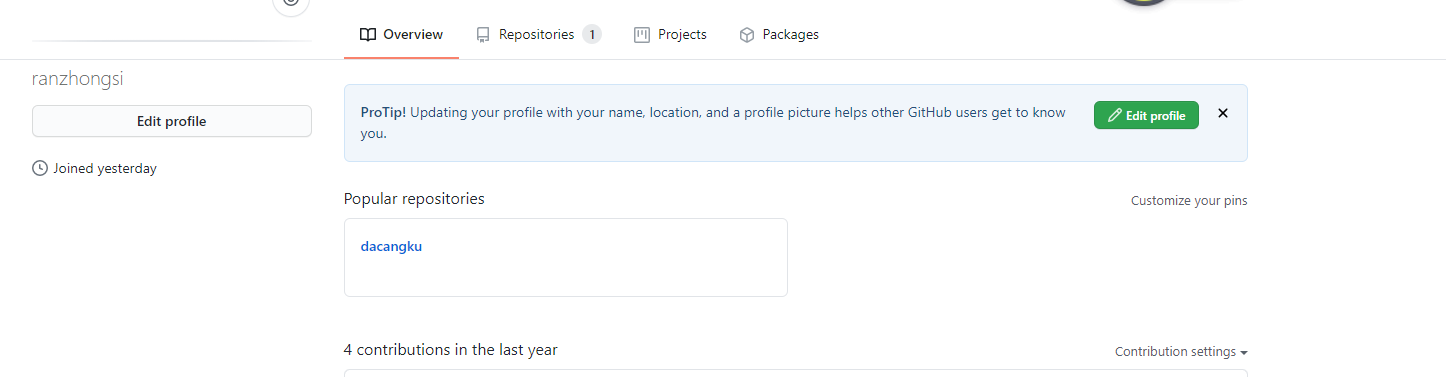 Overview Repositories 1 Projects Packages
ranzhongsi
Edit profile
Joined yesterday
ProTip! Updating your profile with your name, location, and a profile picture helps other GitHub users get to know
you.
Edit profile
Popular repositories
Customize your pins
dacangku
4 contributions in the last year
Contribution settings